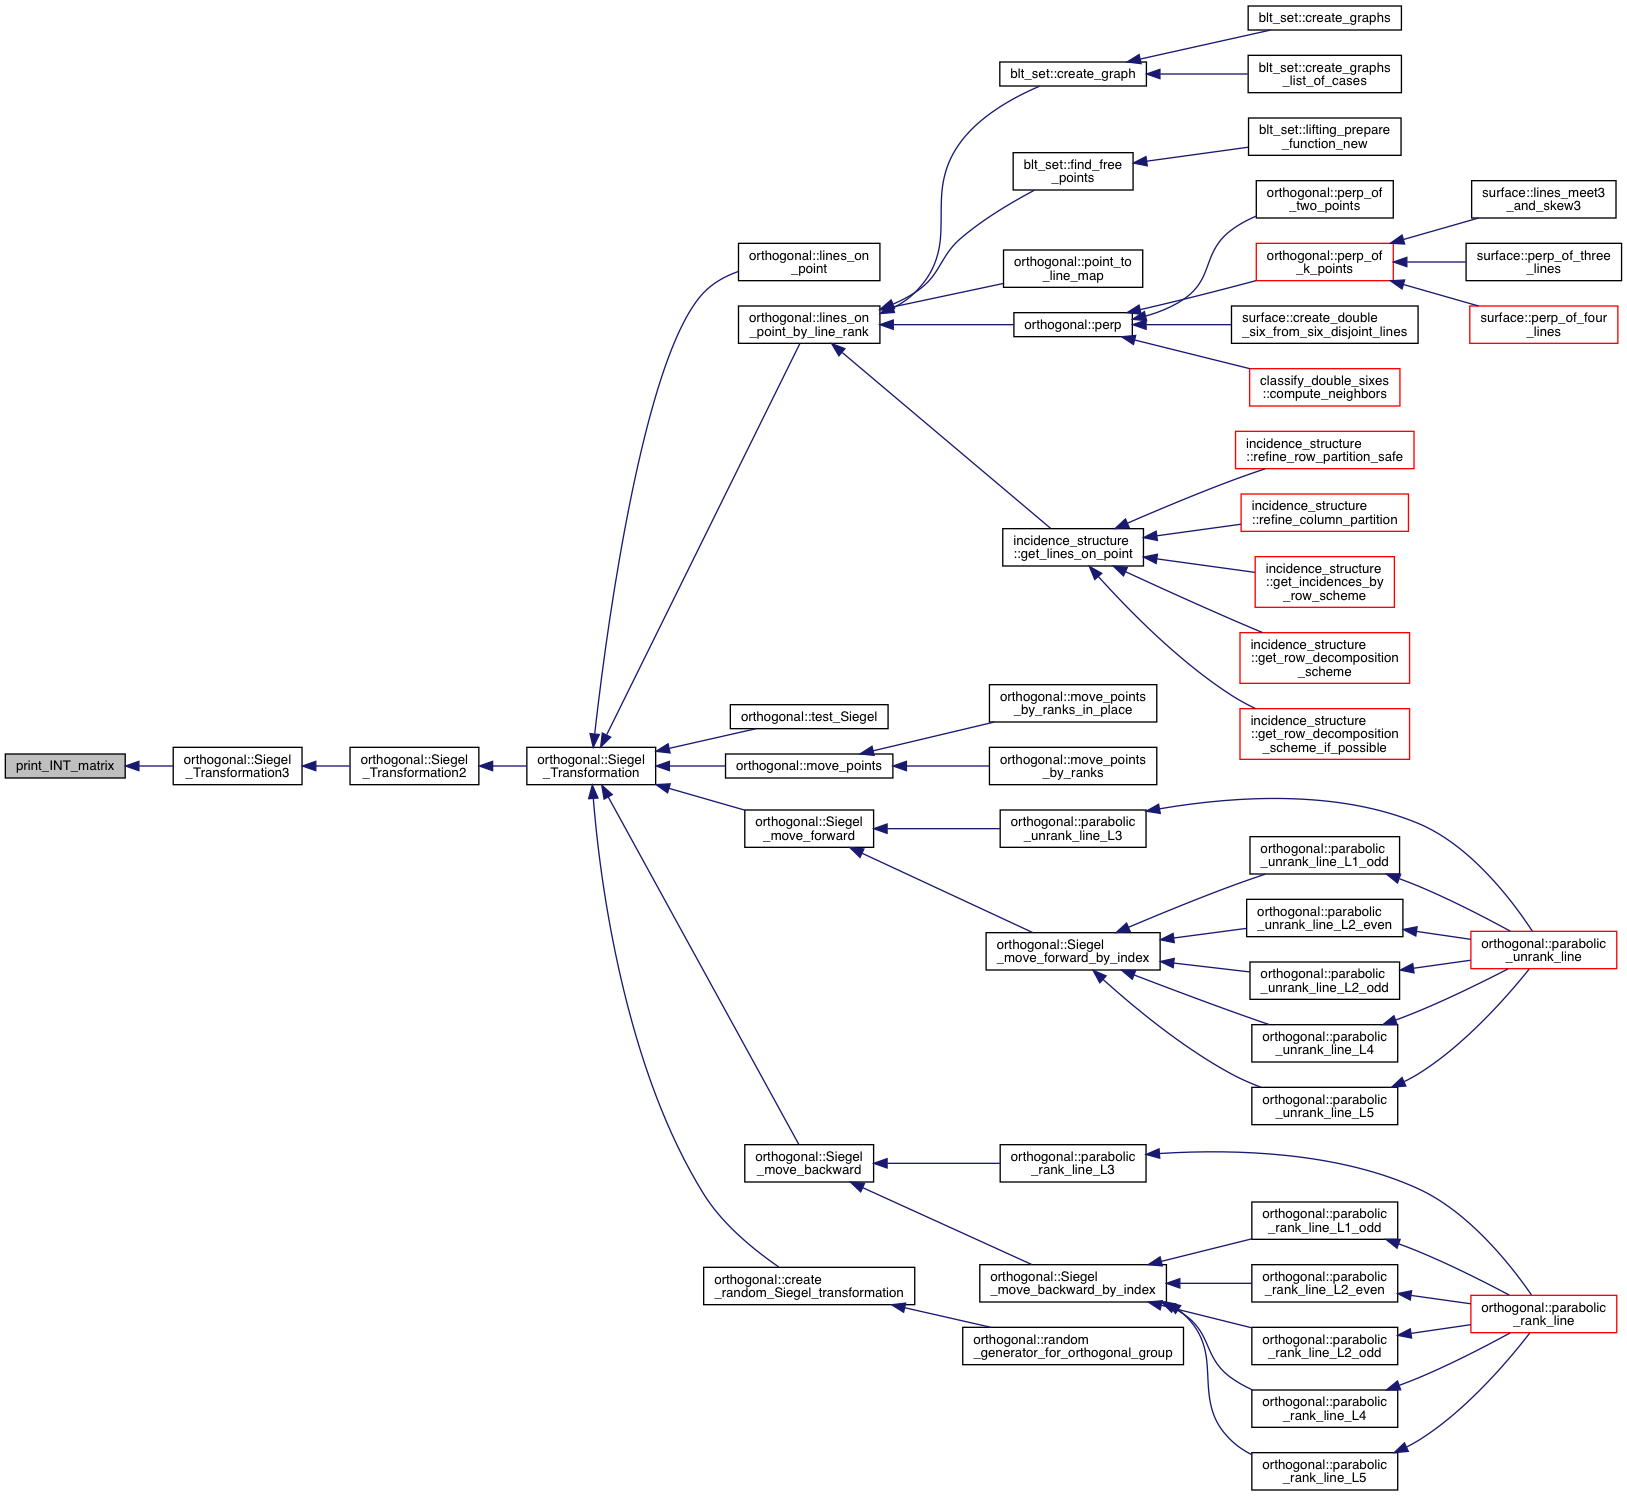 print_INT_matrix
orthogonal::Siegel
_Transformation3
orthogonal::Siegel
_Transformation2
orthogonal::Siegel
_Transformation
orthogonal::lines_on
_point
orthogonal::lines_on
_point_by_line_rank
blt_set::create_graph
blt_set::create_graphs
blt_set::create_graphs
_list_of_cases
blt_set::find_free
_points
blt_set::lifting_prepare
_function_new
orthogonal::point_to
_line_map
orthogonal::perp
orthogonal::perp_of
_two_points
orthogonal::perp_of
_k_points
surface::lines_meet3
_and_skew3
surface::perp_of_three
_lines
surface::perp_of_four
_lines
surface::create_double
_six_from_six_disjoint_lines
classify_double_sixes
::compute_neighbors
incidence_structure
::get_lines_on_point
incidence_structure
::refine_row_partition_safe
incidence_structure
::refine_column_partition
incidence_structure
::get_incidences_by
_row_scheme
incidence_structure
::get_row_decomposition
_scheme
incidence_structure
::get_row_decomposition
_scheme_if_possible
orthogonal::test_Siegel
orthogonal::move_points
orthogonal::move_points
_by_ranks_in_place
orthogonal::move_points
_by_ranks
orthogonal::Siegel
_move_forward
orthogonal::parabolic
_unrank_line_L3
orthogonal::Siegel
_move_forward_by_index
orthogonal::parabolic
_unrank_line_L1_odd
orthogonal::parabolic
_unrank_line_L2_even
orthogonal::parabolic
_unrank_line_L2_odd
orthogonal::parabolic
_unrank_line_L4
orthogonal::parabolic
_unrank_line_L5
orthogonal::parabolic
_unrank_line
orthogonal::Siegel
_move_backward
orthogonal::parabolic
_rank_line_L3
orthogonal::Siegel
_move_backward_by_index
orthogonal::parabolic
_rank_line_L1_odd
orthogonal::parabolic
_rank_line_L2_even
orthogonal::parabolic
_rank_line_L2_odd
orthogonal::parabolic
_rank_line_L4
orthogonal::parabolic
_rank_line_L5
orthogonal::parabolic
_rank_line
orthogonal::create
_random_Siegel_transformation
orthogonal::random
_generator_for_orthogonal_group